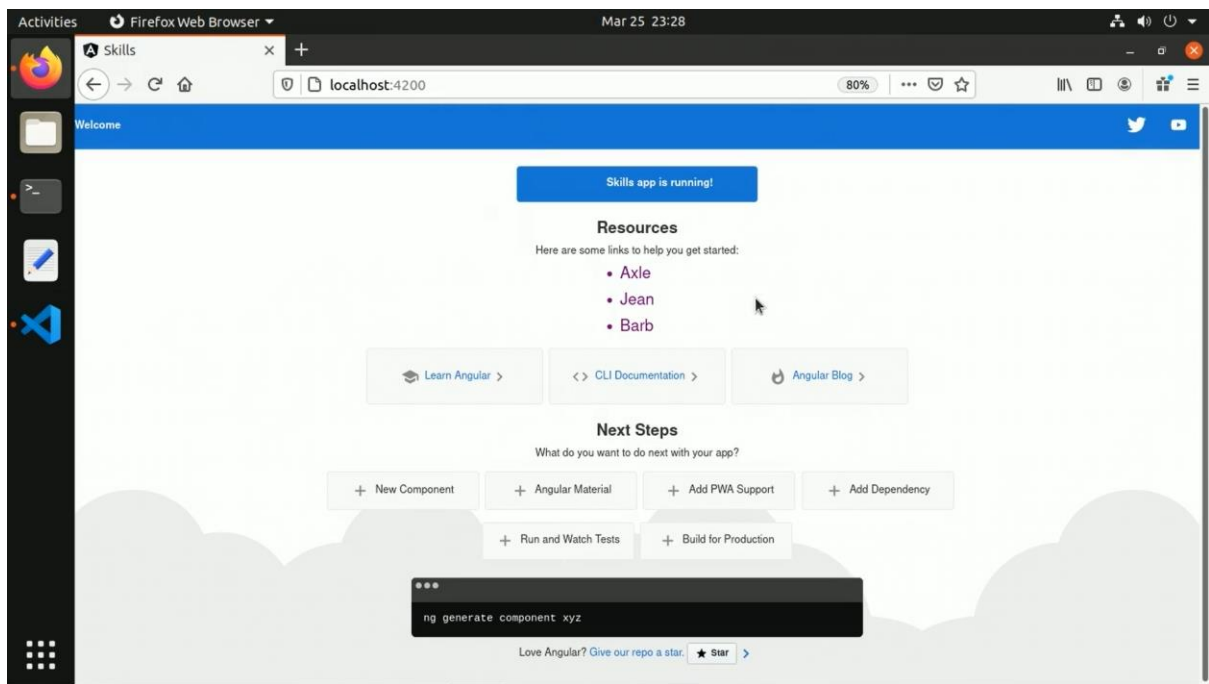 Activities Firefox Web Browser Mar 25 23:28
Skills
localhost:4200 80%
Welcome
Skills app is running!
Resources
Here are some links to help you get started:
• Axle
• Jean
• Barb
Learn Angular
CLI Documentation
Angular Blog
Next Steps
What do you want to do next with your app?
New Component
Angular Material
Add PWA Support
Add Dependency
Run and Watch Tests
Build for Production
ng generate component xyz
Love Angular? Give our repo a star. Star